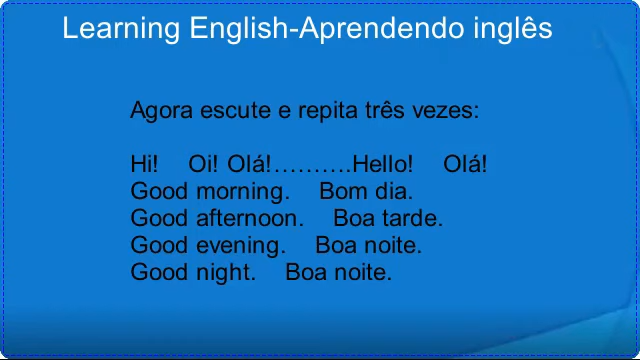 Learning English-Aprendendo inglês
Agora escute e repita três vezes:
Hi! Oi! Olá!……….Hello! Olá!
Good morning. Bom dia.
Good afternoon. Boa tarde.
Good evening. Boa noite.
Good night. Boa noite.